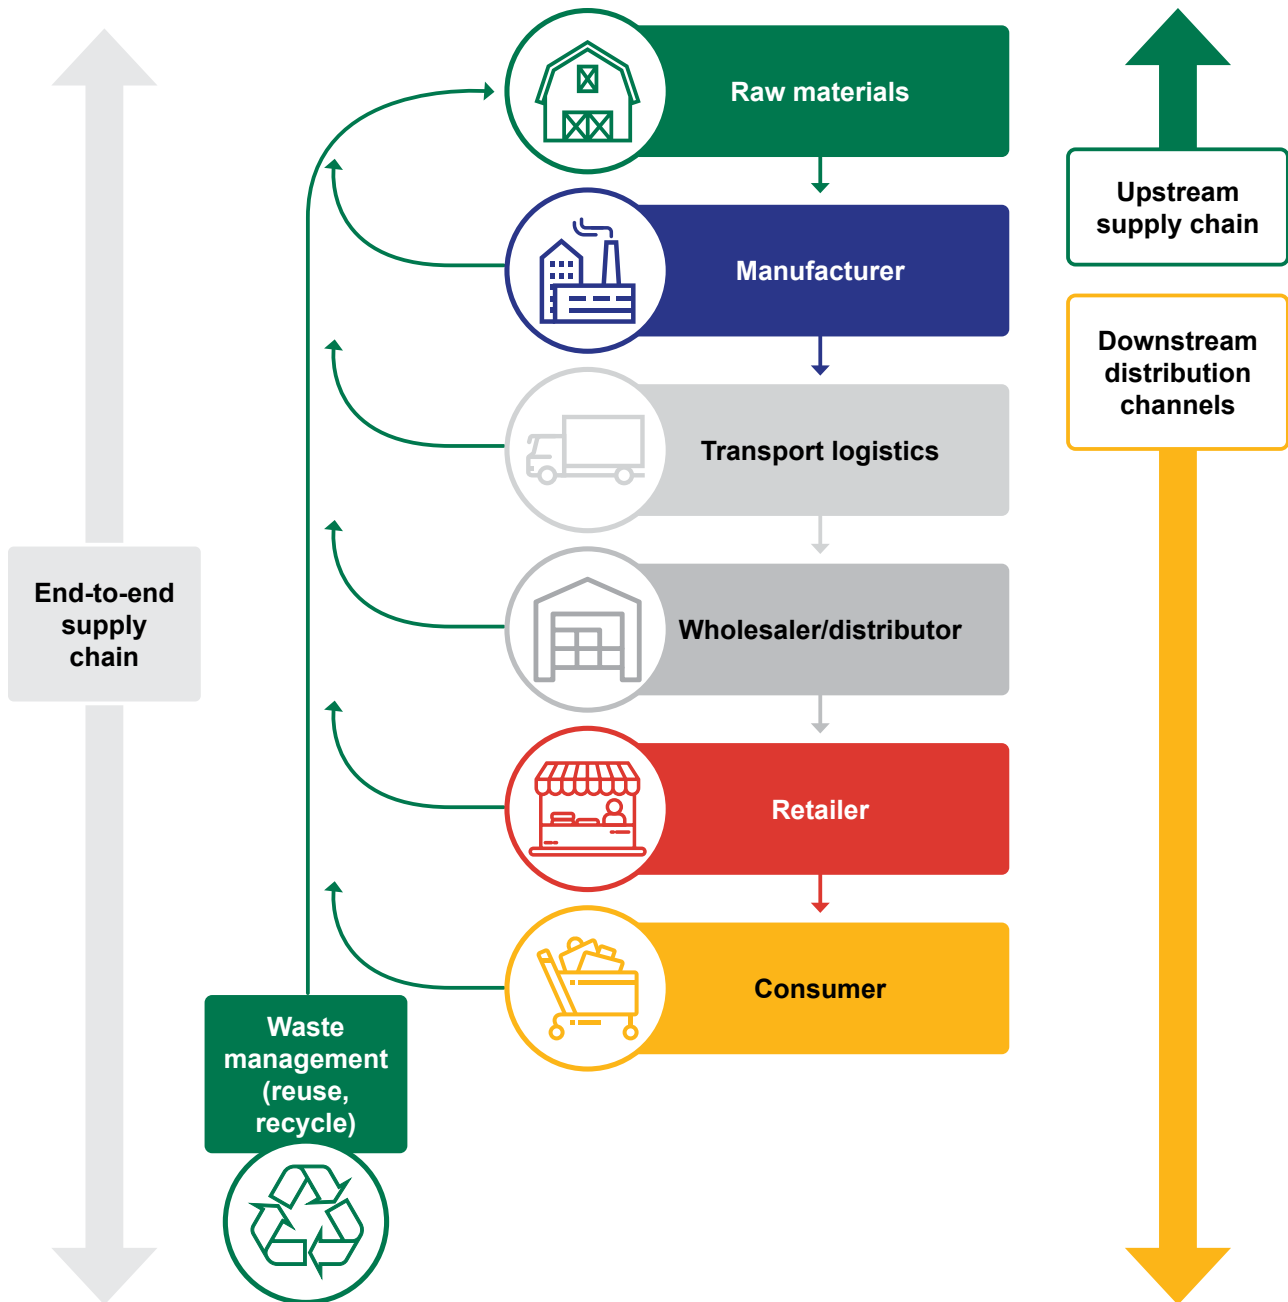 Raw materials
Upstream
supply chain
Manufacturer
Downstream
distribution
channels
Transport logistics
End-to-end
supply
chain
Wholesaler/distributor
Retailer
Consumer
Waste
management
(reuse,
recycle)